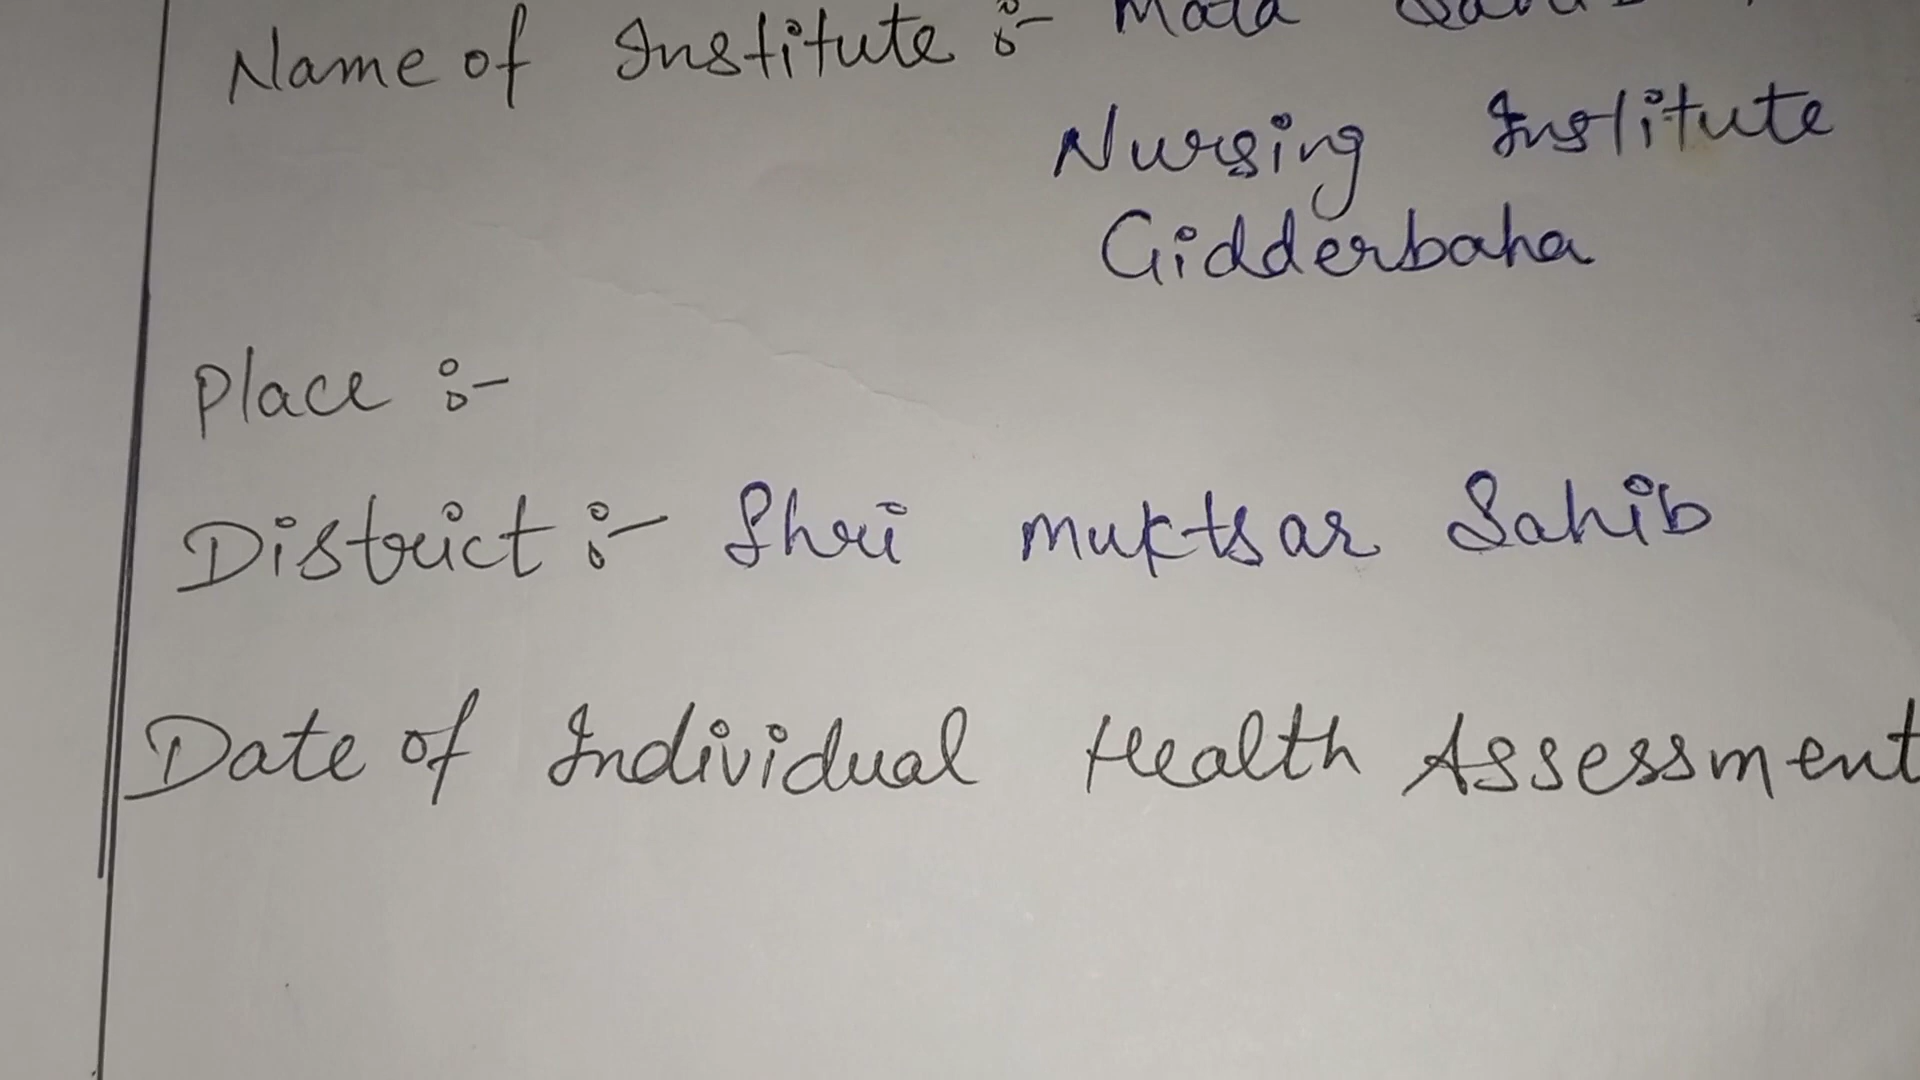 Name of Institute :- Mata
Nursing Institute
Gidderbaha
Place :-
District :- Shri muktsar Sahib
Date of Individual Health Assessment